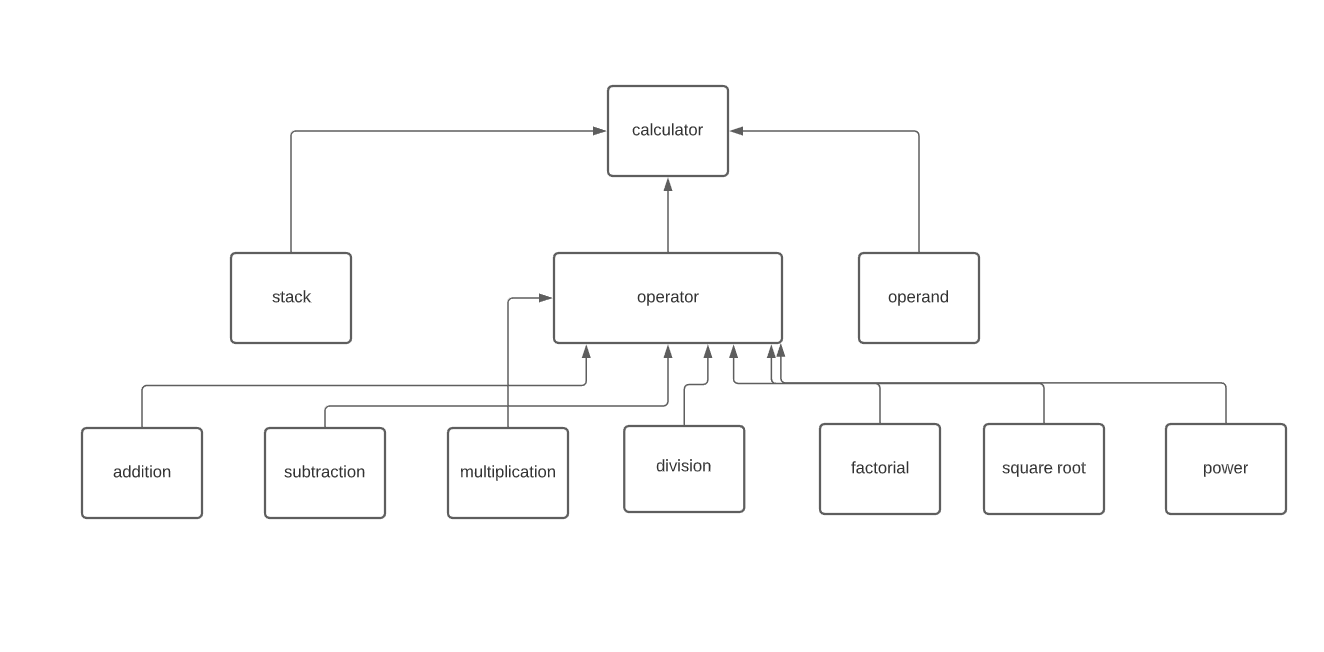 calculator
stack
operator
operand
addition
subtraction
multiplication
division
factorial
square root
power